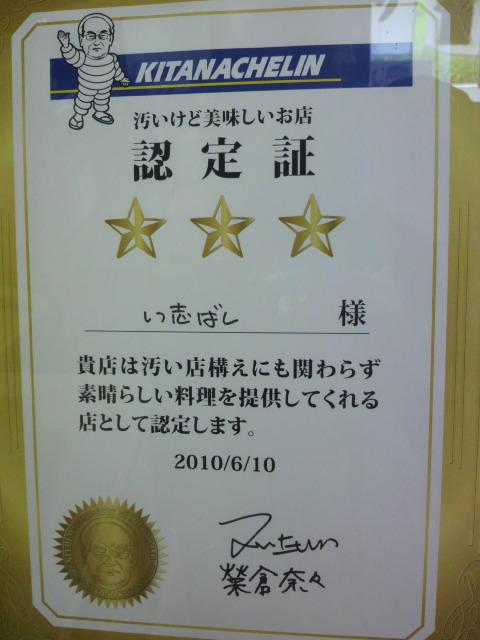 KITANACHELIN
汚いけど美味しいお店
認定証
い志ばし 様
貴店は汚い店構えにも関わらず
素晴らしい料理を提供してくれる
店として認定します。
2010/6/10
榮倉奈々